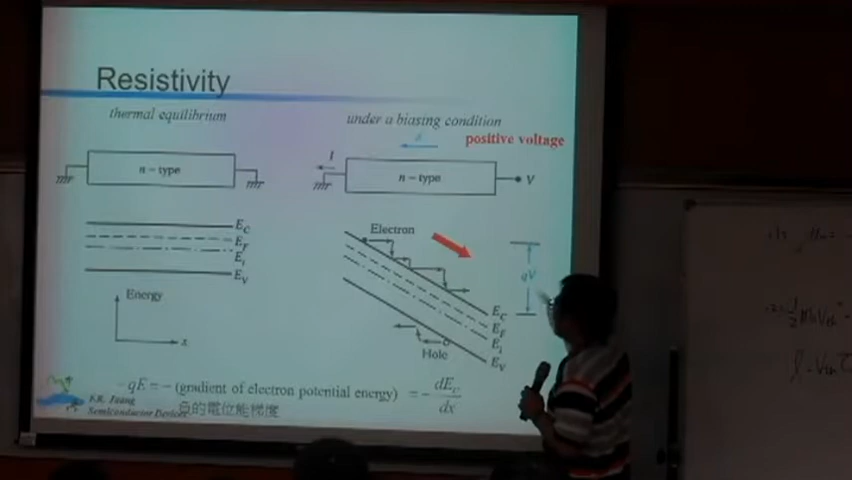 Resistivity
thermal equilibrium
under a biasing condition
positive voltage
n - type
I
n - type
V
E_C
E_F
E_i
E_V
Energy
x
Electron
qV
E_C
E_F
E_i
E_V
Hole
-qE = -(gradient of electron potential energy) = - dE_C / dx
負的電位能梯度
Semiconductor Devices